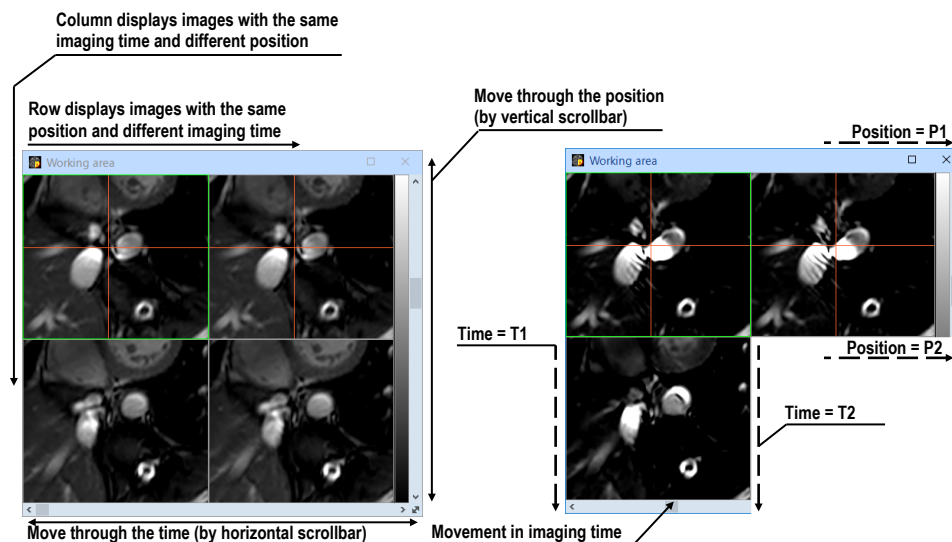 Column displays images with the same
imaging time and different position
Row displays images with the same
position and different imaging time
Move through the position
(by vertical scrollbar)
Position = P1
Working area
Working area
Time = T1
Position = P2
Time = T2
Move through the time (by horizontal scrollbar)
Movement in imaging time